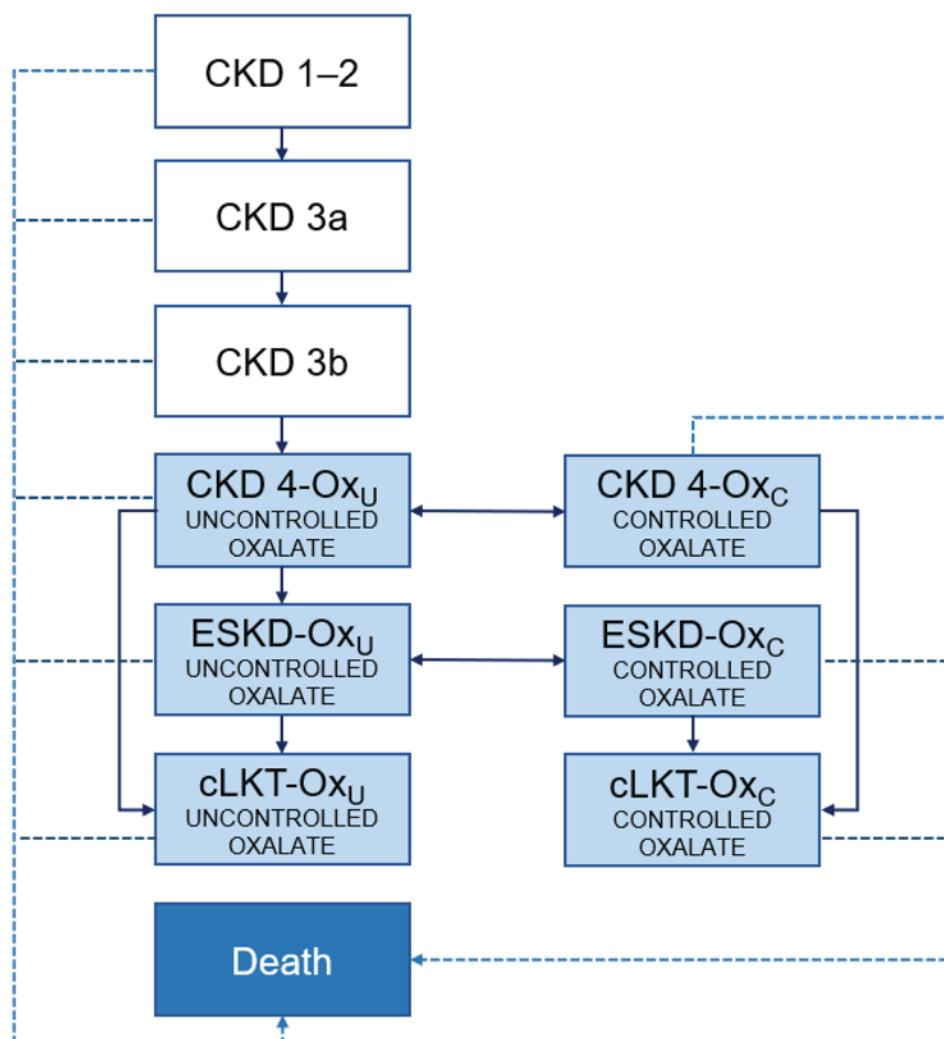 CKD 1–2
CKD 3a
CKD 3b
CKD 4-OxU
UNCONTROLLED
OXALATE
CKD 4-OxC
CONTROLLED
OXALATE
ESKD-OxU
UNCONTROLLED
OXALATE
ESKD-OxC
CONTROLLED
OXALATE
cLKT-OxU
UNCONTROLLED
OXALATE
cLKT-OxC
CONTROLLED
OXALATE
Death